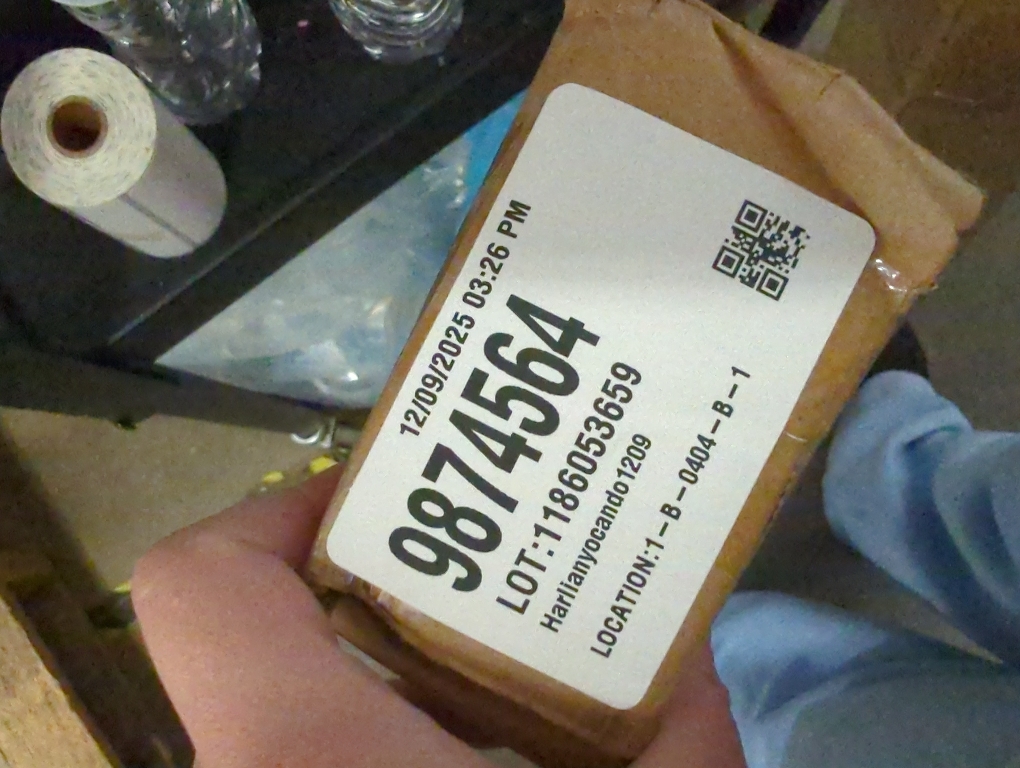 12/09/2025 03:26 PM
9874564
LOT:1186053659
Harlianyocando1209
LOCATION:1-B-0404-B-1